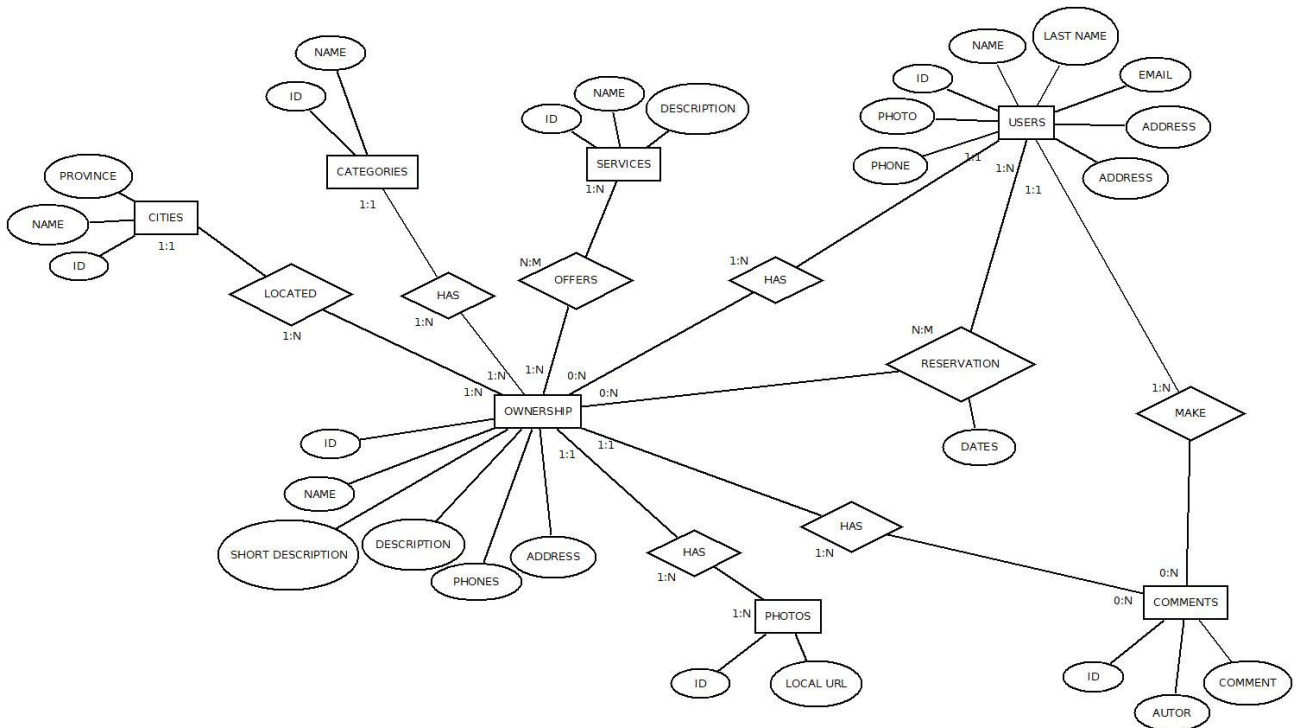 LAST NAME
NAME
NAME
EMAIL
ID
ID
NAME
DESCRIPTION
PHOTO
ID
USERS
ADDRESS
PHONE
1:1
SERVICES
CATEGORIES
1:N
ADDRESS
PROVINCE
1:N
1:1
1:1
CITIES
NAME
1:1
ID
N:M
1:N
OFFERS
HAS
LOCATED
HAS
1:N
1:N
N:M
RESERVATION
1:N
1:N
0:N
1:N
1:N
0:N
OWNERSHIP
MAKE
ID
1:1
DATES
1:1
NAME
HAS
SHORT DESCRIPTION
DESCRIPTION
HAS
1:N
ADDRESS
PHONES
1:N
0:N
0:N
COMMENTS
1:N
PHOTOS
ID
COMMENT
ID
LOCAL URL
AUTOR